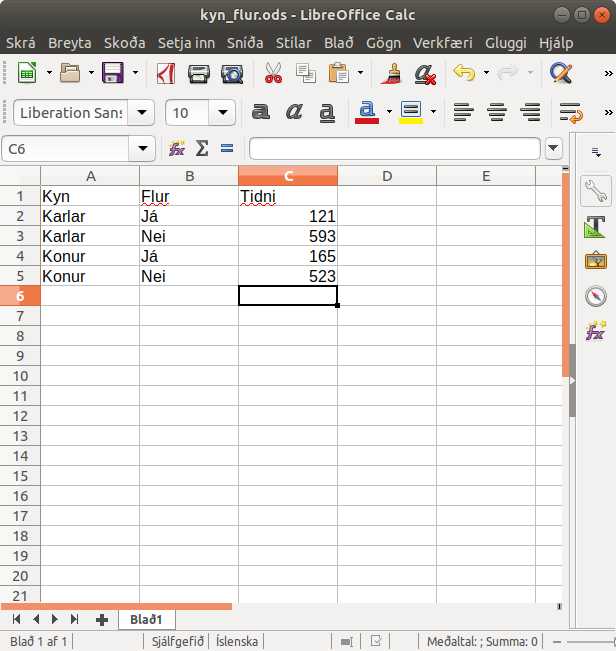 kyn_flur.ods - LibreOffice Calc
Skrá Breyta Skoða Setja inn Sníða Stílar Blað Gögn Verkfæri Gluggi Hjálp
Liberation Sans 10 a a a a
C6 fx Σ =
A B C D E
1 Kyn Flur Tidni
2 Karlar Já 121
3 Karlar Nei 593
4 Konur Já 165
5 Konur Nei 523
6
7
8
9
10
11
12
13
14
15
16
17
18
19
20
21
Blað1
Blað 1 af 1 Sjálfgefið Íslenska Meðaltal: ; Summa: 0